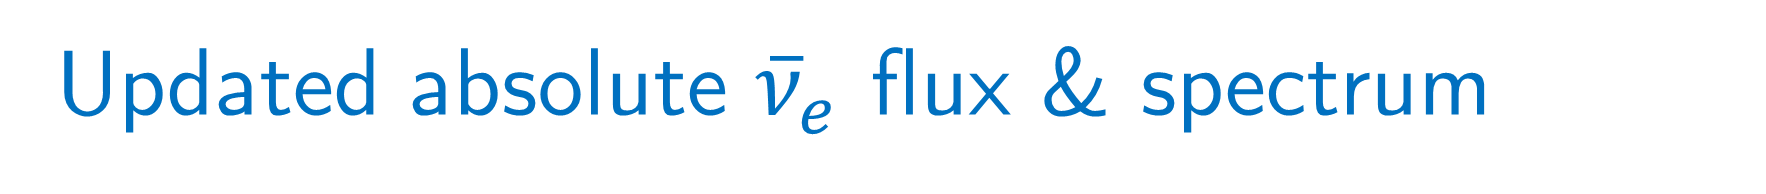 Updated absolute ν̄ₑ flux & spectrum